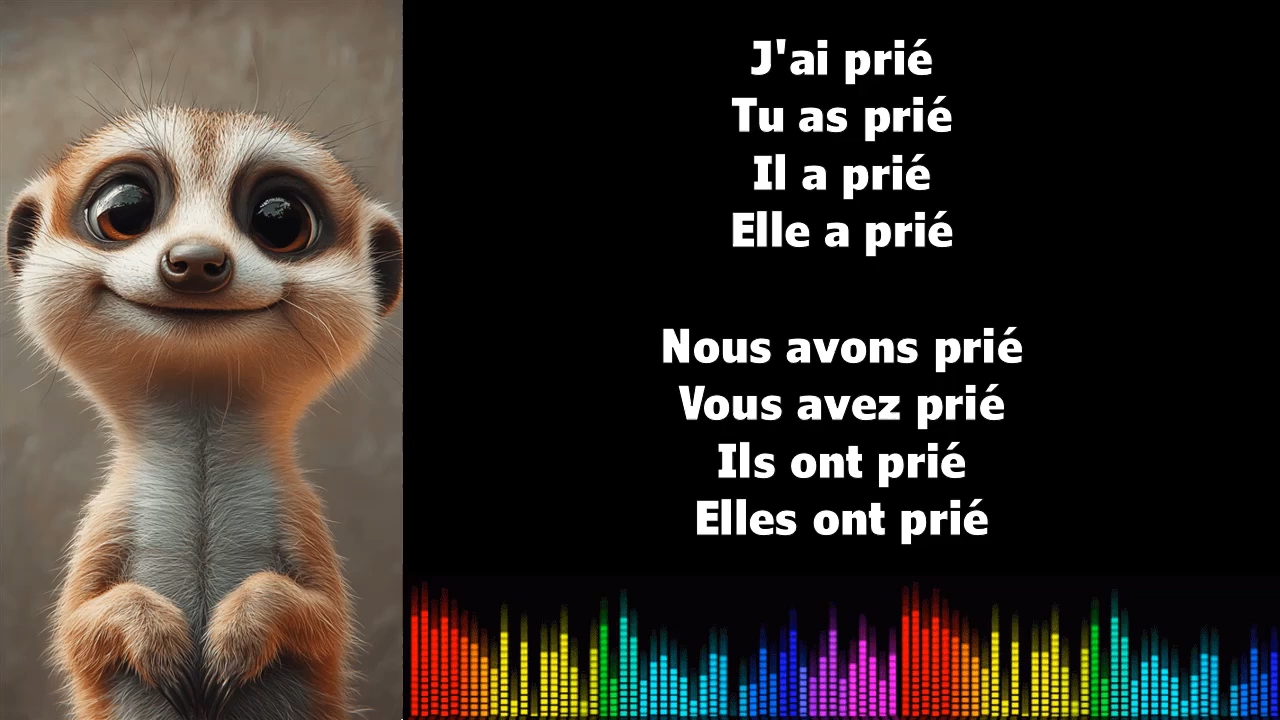 J'ai prié
Tu as prié
Il a prié
Elle a prié
Nous avons prié
Vous avez prié
Ils ont prié
Elles ont prié